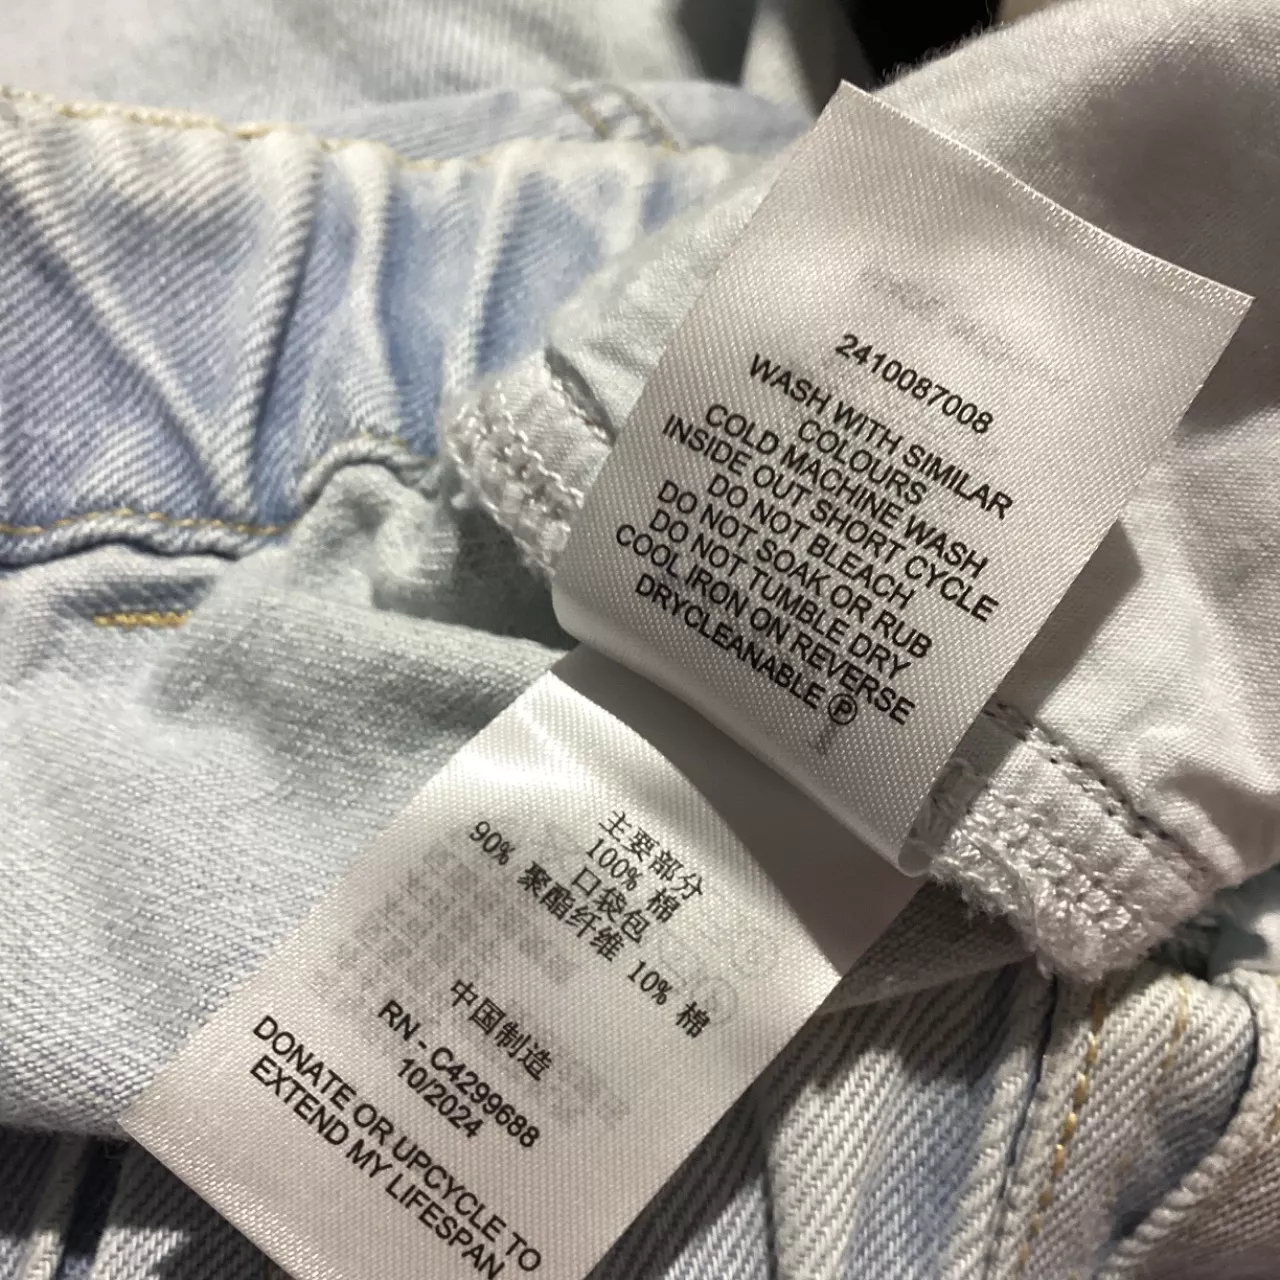 2410087008
WASH WITH SIMILAR
COLOURS
COLD MACHINE WASH
INSIDE OUT SHORT CYCLE
DO NOT BLEACH
DO NOT SOAK OR RUB
DO NOT TUMBLE DRY
COOL IRON ON REVERSE
DRYCLEANABLE Ⓟ
主要部分
100% 棉
口袋包
90% 聚酯纤维 10% 棉
中国制造
RN - C4299688
10/2024
DONATE OR UPCYCLE TO
EXTEND MY LIFESPAN